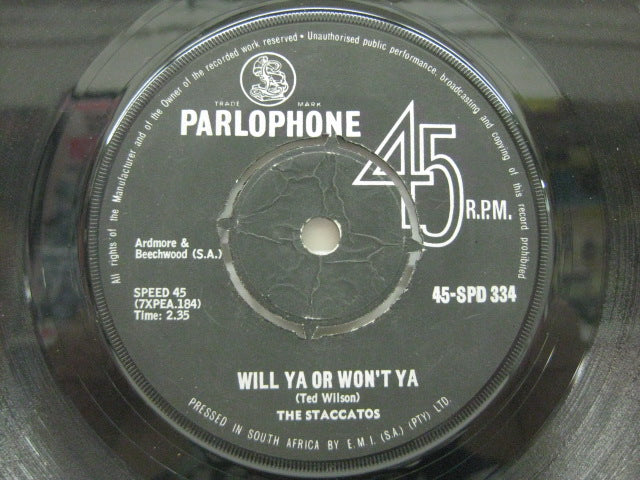 All rights of the Manufacturer and of the Owner of the recorded work reserved • Unauthorised public performance, broadcasting and copying of this record prohibited
TRADE MARK
PARLOPHONE
45 R.P.M.
Ardmore &
Beechwood (S.A.)
SPEED 45
(7XPEA.184)
Time: 2.35
45-SPD 334
WILL YA OR WON'T YA
(Ted Wilson)
THE STACCATOS
PRESSED IN SOUTH AFRICA BY E.M.I. (S.A.) (PTY) LTD.